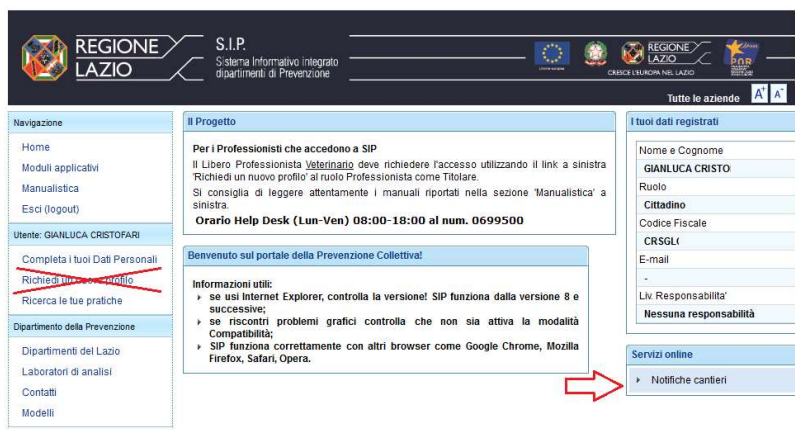 REGIONE
LAZIO
S.I.P.
Sistema Informativo integrato
dipartimenti di Prevenzione
REGIONE
LAZIO
CRESCE L'EUROPA NEL LAZIO
POR
Tutte le aziende A+ A-
Navigazione
Home
Moduli applicativi
Manualistica
Esci (logout)
Utente: GIANLUCA CRISTOFARI
Completa i tuoi Dati Personali
Richiedi un nuovo profilo
Ricerca le tue pratiche
Dipartimento della Prevenzione
Dipartimenti del Lazio
Laboratori di analisi
Contatti
Modelli
Il Progetto
Per i Professionisti che accedono a SIP
Il Libero Professionista Veterinario deve richiedere l'accesso utilizzando il link a sinistra
'Richiedi un nuovo profilo' al ruolo Professionista come Titolare.
Si consiglia di leggere attentamente i manuali riportati nella sezione 'Manualistica' a
sinistra.
Orario Help Desk (Lun-Ven) 08:00-18:00 al num. 0699500
Benvenuto sul portale della Prevenzione Collettiva!
Informazioni utili:
se usi Internet Explorer, controlla la versione! SIP funziona dalla versione 8 e
successive;
se riscontri problemi grafici controlla che non sia attiva la modalità
Compatibilità;
SIP funziona correttamente con altri browser come Google Chrome, Mozilla
Firefox, Safari, Opera.
I tuoi dati registrati
Nome e Cognome
GIANLUCA CRISTO
Ruolo
Cittadino
Codice Fiscale
CRSGL
E-mail
-
Liv. Responsabilita'
Nessuna responsabilità
Servizi online
Notifiche cantieri